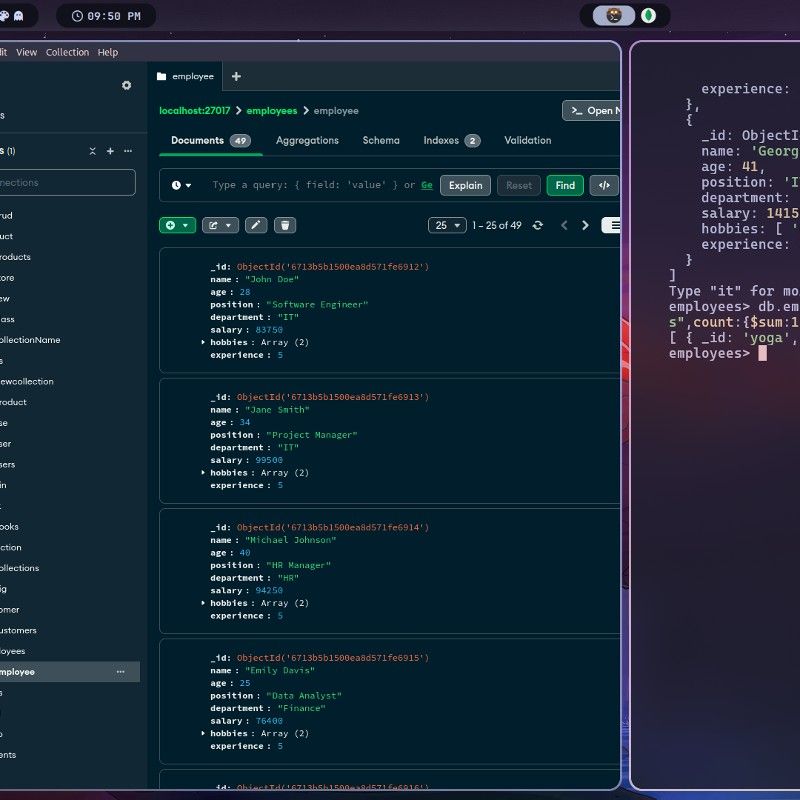 09:50 PM
View Collection Help
employee
localhost:27017 > employees > employee
>_ Open
Documents 49 Aggregations Schema Indexes 2 Validation
(1)
Type a query: { field: 'value' } or Ge
Explain Reset Find </>
25 1 – 25 of 49
_id: ObjectId('6713b5b1500ea8d571fe6912')
name: "John Doe"
age: 28
position: "Software Engineer"
department: "IT"
salary: 83750
hobbies: Array (2)
experience: 5
_id: ObjectId('6713b5b1500ea8d571fe6913')
name: "Jane Smith"
age: 34
position: "Project Manager"
department: "IT"
salary: 99500
hobbies: Array (2)
experience: 5
_id: ObjectId('6713b5b1500ea8d571fe6914')
name: "Michael Johnson"
age: 40
position: "HR Manager"
department: "HR"
salary: 94250
hobbies: Array (2)
experience: 5
_id: ObjectId('6713b5b1500ea8d571fe6915')
name: "Emily Davis"
age: 25
position: "Data Analyst"
department: "Finance"
salary: 76400
hobbies: Array (2)
experience: 5
_id: ObjectId('6713b5b1500ea8d571fe6916')
nnections
rud
uct
roducts
tore
ew
ass
ollectionName
s
ewcollection
roduct
se
ser
sers
in
ooks
ction
ollections
ig
omer
ustomers
loyees
mployee
s
ents
experience:
},
{
_id: ObjectI
name: 'Georg
age: 41,
position: 'I
department:
salary: 1415
hobbies: [ '
experience:
}
]
Type "it" for mo
employees> db.em
s",count:{$sum:1
[ { _id: 'yoga',
employees>